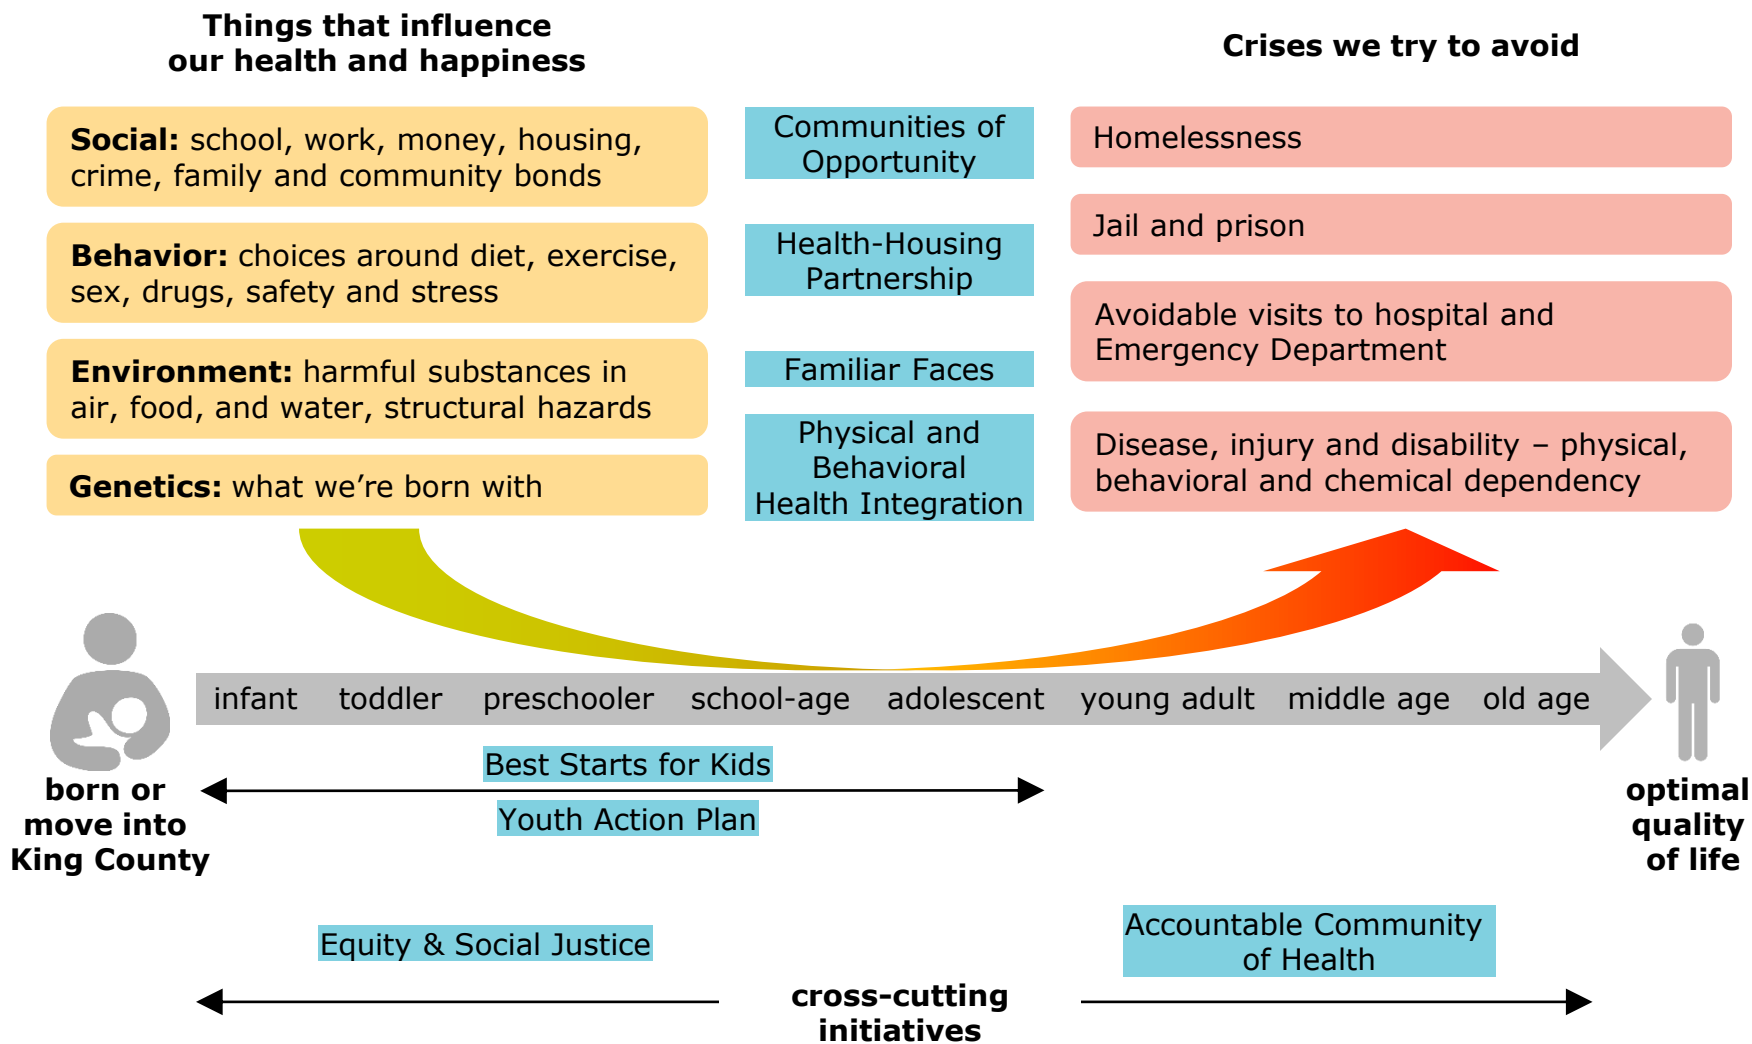 Things that influence
our health and happiness
Social: school, work, money, housing,
crime, family and community bonds
Behavior: choices around diet, exercise,
sex, drugs, safety and stress
Environment: harmful substances in
air, food, and water, structural hazards
Genetics: what we’re born with
Communities of
Opportunity
Health-Housing
Partnership
Familiar Faces
Physical and
Behavioral
Health Integration
Crises we try to avoid
Homelessness
Jail and prison
Avoidable visits to hospital and
Emergency Department
Disease, injury and disability – physical,
behavioral and chemical dependency
infant toddler preschooler school-age adolescent young adult middle age old age
born or
move into
King County
Best Starts for Kids
Youth Action Plan
optimal
quality
of life
Equity & Social Justice
Accountable Community
of Health
cross-cutting
initiatives